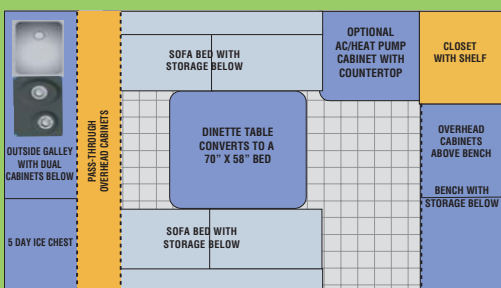 OUTSIDE GALLEY
WITH DUAL
CABINETS BELOW
5 DAY ICE CHEST
PASS-THROUGH
OVERHEAD CABINETS
SOFA BED WITH
STORAGE BELOW
DINETTE TABLE
CONVERTS TO A
70" X 58" BED
SOFA BED WITH
STORAGE BELOW
OPTIONAL
AC/HEAT PUMP
CABINET WITH
COUNTERTOP
CLOSET
WITH SHELF
OVERHEAD
CABINETS
ABOVE BENCH
BENCH WITH
STORAGE BELOW